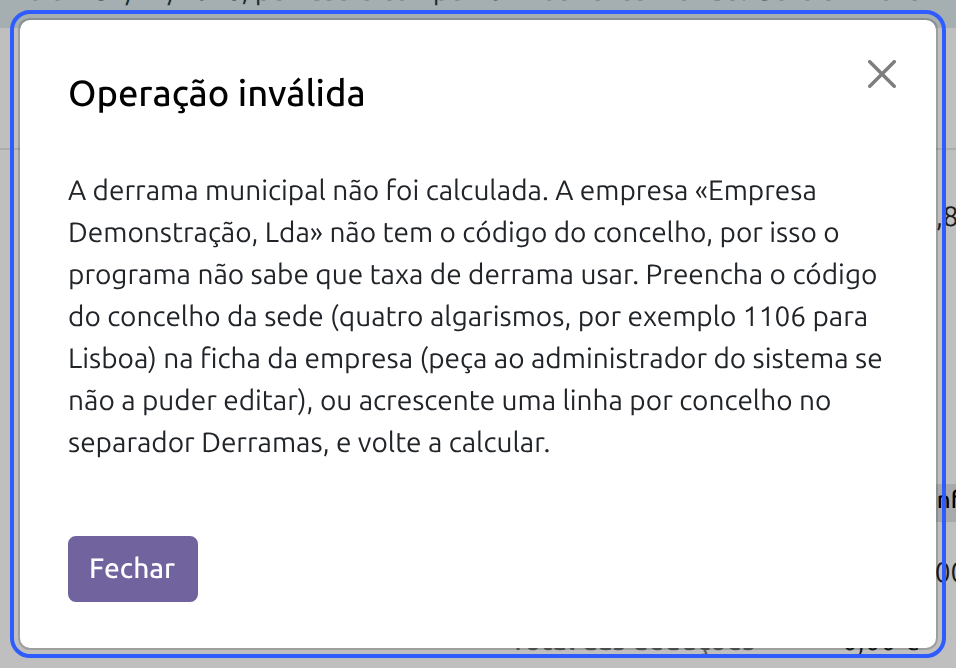 Operação inválida
A derrama municipal não foi calculada. A empresa «Empresa
Demonstração, Lda» não tem o código do concelho, por isso o
programa não sabe que taxa de derrama usar. Preencha o código
do concelho da sede (quatro algarismos, por exemplo 1106 para
Lisboa) na ficha da empresa (peça ao administrador do sistema se
não a puder editar), ou acrescente uma linha por concelho no
separador Derramas, e volte a calcular.
Fechar